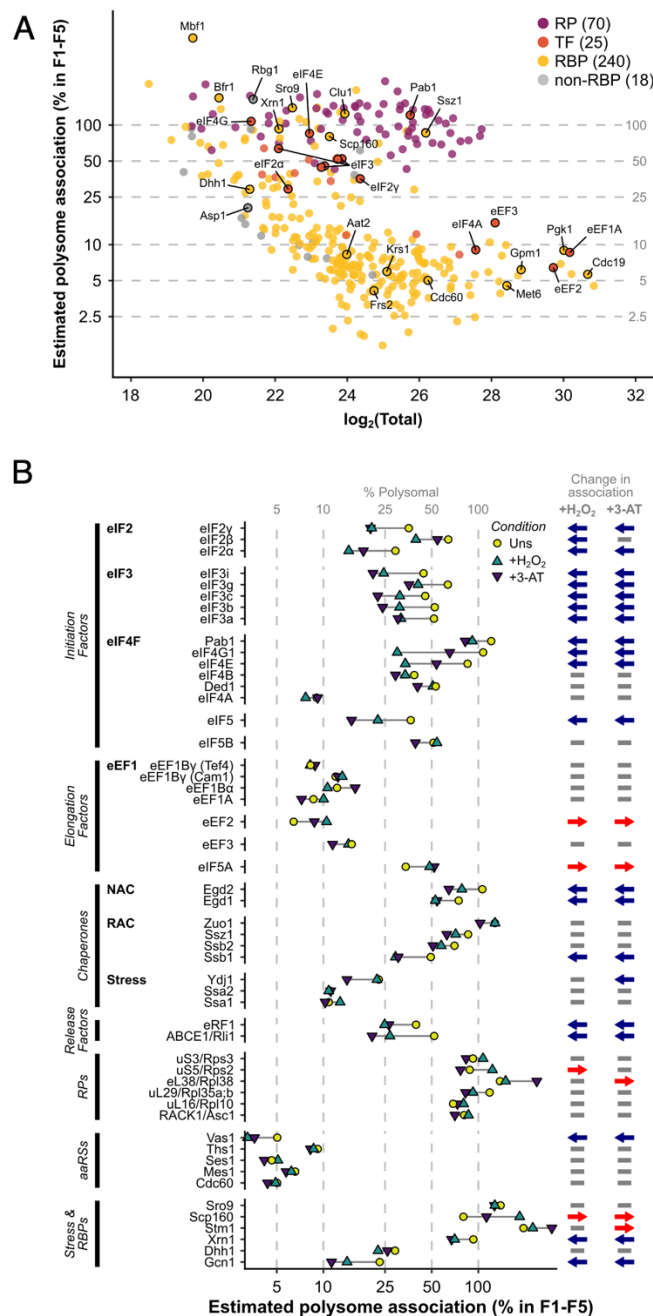 A
Estimated polysome association (% in F1-F5)
RP (70)
TF (25)
RBP (240)
non-RBP (18)
Mbf1
Bfr1
Rbg1
Sro9
eIF4E
Clu1
Pab1
Xrn1
eIF4G
Scp160
Ssz1
100
100
50
50
eIF3
eIF2α
eIF2γ
Dhh1
25
25
Asp1
eEF3
Aat2
Krs1
eIF4A
Pgk1
eEF1A
10
10
Gpm1
Cdc19
5
5
Frs2
Cdc60
Met6
eEF2
2.5
2.5
18 20 22 24 26 28 30 32
log2(Total)
B
% Polysomal
Change in
association
5 10 25 50 100
+H2O2 +3-AT
Condition
Uns
+H2O2
+3-AT
Initiation
Factors
eIF2
eIF2γ
eIF2β
eIF2α
eIF3
eIF3i
eIF3g
eIF3c
eIF3b
eIF3a
eIF4F
Pab1
eIF4G1
eIF4E
eIF4B
Ded1
eIF4A
eIF5
eIF5B
Elongation
Factors
eEF1
eEF1Bγ (Tef4)
eEF1Bγ (Cam1)
eEF1Bα
eEF1A
eEF2
eEF3
eIF5A
Chaperones
NAC
Egd2
Egd1
RAC
Zuo1
Ssz1
Ssb2
Ssb1
Stress
Ydj1
Ssa2
Ssa1
Release
Factors
eRF1
ABCE1/Rli1
RPs
uS3/Rps3
uS5/Rps2
eL38/Rpl38
uL29/Rpl35a;b
uL16/Rpl10
RACK1/Asc1
aaRSs
Vas1
Ths1
Ses1
Mes1
Cdc60
Stress &
RBPs
Sro9
Scp160
Stm1
Xrn1
Dhh1
Gcn1
5 10 25 50 100
Estimated polysome association (% in F1-F5)